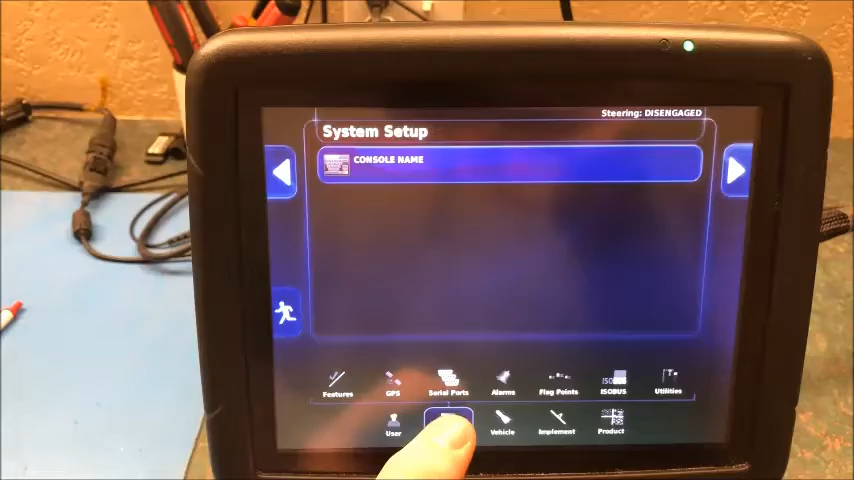 Steering: DISENGAGED
System Setup
CONSOLE NAME
Features GPS Serial Ports Alarms Flag Points ISOBUS Utilities
User Vehicle Implement Product